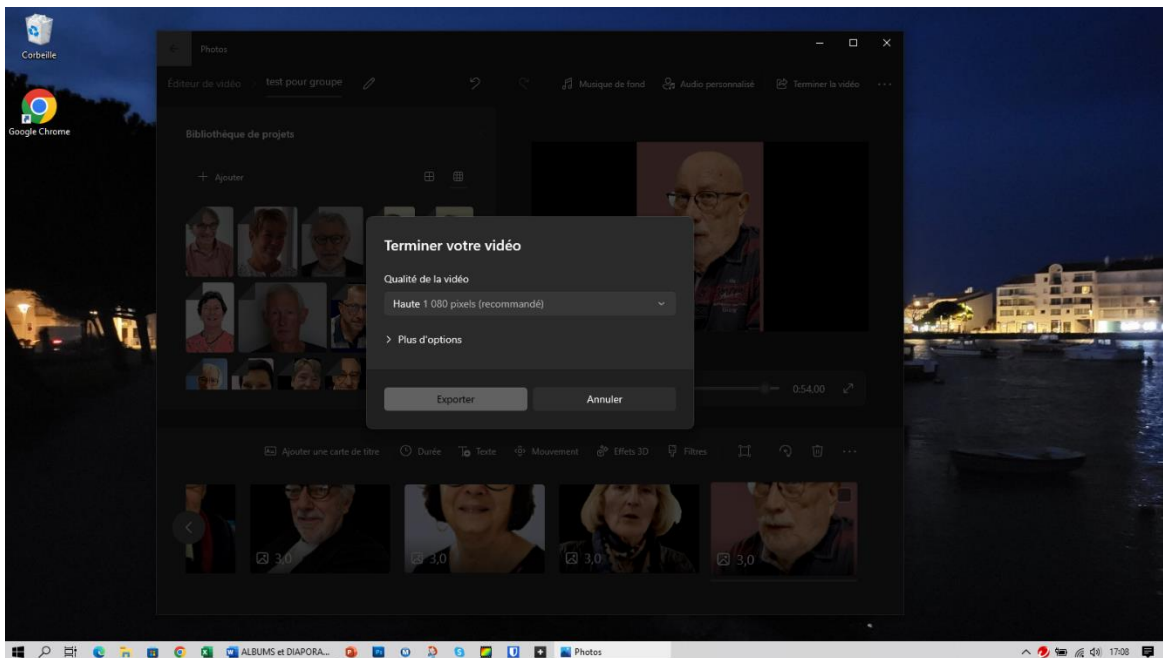 Corbeille
Google Chrome
Photos
Éditeur de vidéo
test pour groupe
Musique de fond
Audio personnalisé
Terminer la vidéo
Bibliothèque de projets
Ajouter
Terminer votre vidéo
Qualité de la vidéo
Haute 1 080 pixels (recommandé)
Plus d'options
Exporter
Annuler
0:54,00
Ajouter une carte de titre
Durée
Texte
Mouvement
Effets 3D
Filtres
3,0
3,0
3,0
3,0
ALBUMS et DIAPORA...
Photos
17:08